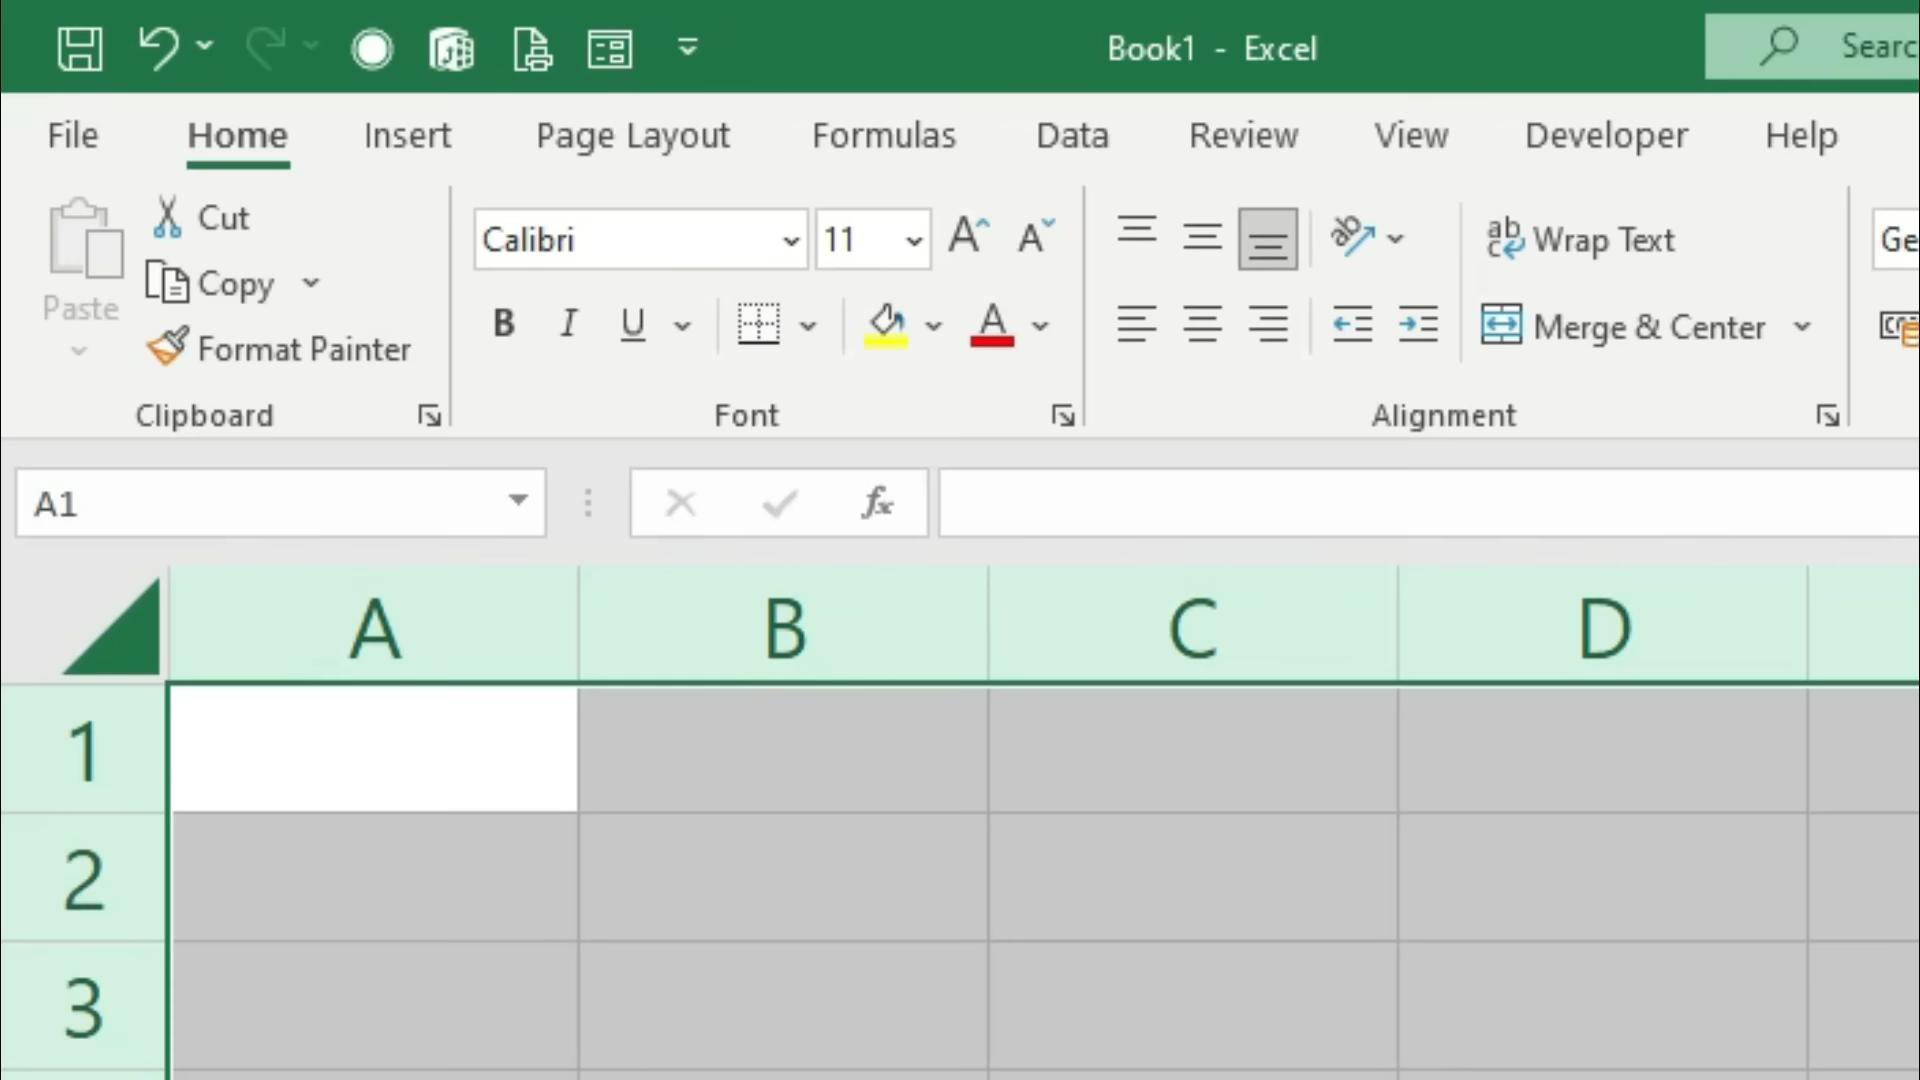 Book1 - Excel
Searc
File Home Insert Page Layout Formulas Data Review View Developer Help
Paste
Cut
Copy
Format Painter
Clipboard
Calibri 11
B I U
Font
Wrap Text
Merge & Center
Alignment
Ge
A1 fx
A B C D
1
2
3